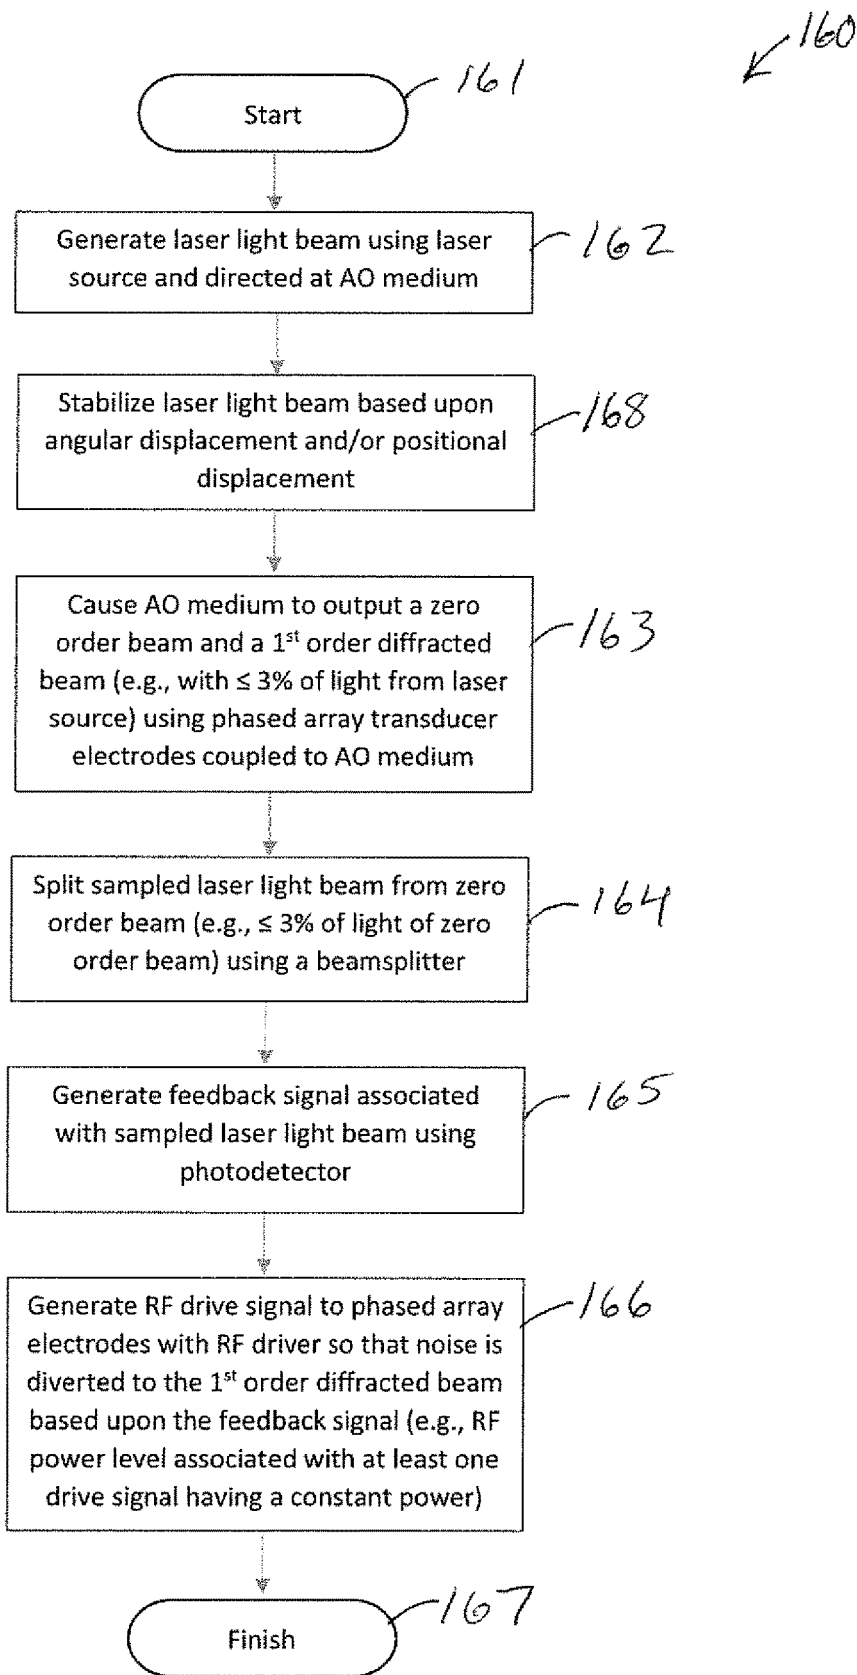 160
161
Start
162
Generate laser light beam using laser
source and directed at AO medium
168
Stabilize laser light beam based upon
angular displacement and/or positional
displacement
163
Cause AO medium to output a zero
order beam and a 1st order diffracted
beam (e.g., with ≤ 3% of light from laser
source) using phased array transducer
electrodes coupled to AO medium
164
Split sampled laser light beam from zero
order beam (e.g., ≤ 3% of light of zero
order beam) using a beamsplitter
165
Generate feedback signal associated
with sampled laser light beam using
photodetector
166
Generate RF drive signal to phased array
electrodes with RF driver so that noise is
diverted to the 1st order diffracted beam
based upon the feedback signal (e.g., RF
power level associated with at least one
drive signal having a constant power)
167
Finish